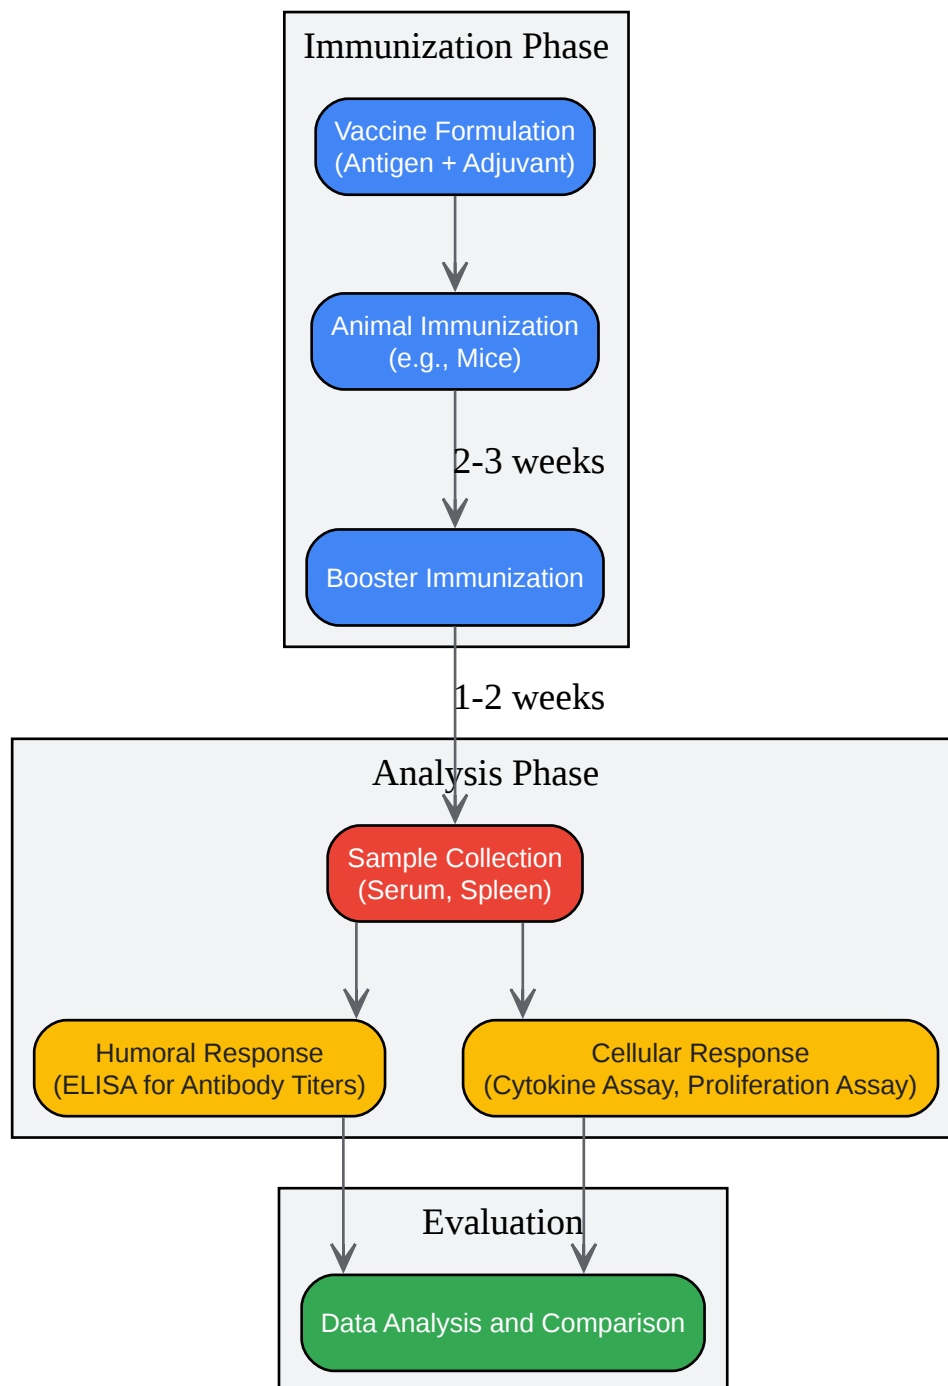 Immunization Phase
Vaccine Formulation
(Antigen + Adjuvant)
Animal Immunization
(e.g., Mice)
2-3 weeks
Booster Immunization
1-2 weeks
Analysis Phase
Sample Collection
(Serum, Spleen)
Humoral Response
(ELISA for Antibody Titers)
Cellular Response
(Cytokine Assay, Proliferation Assay)
Evaluation
Data Analysis and Comparison